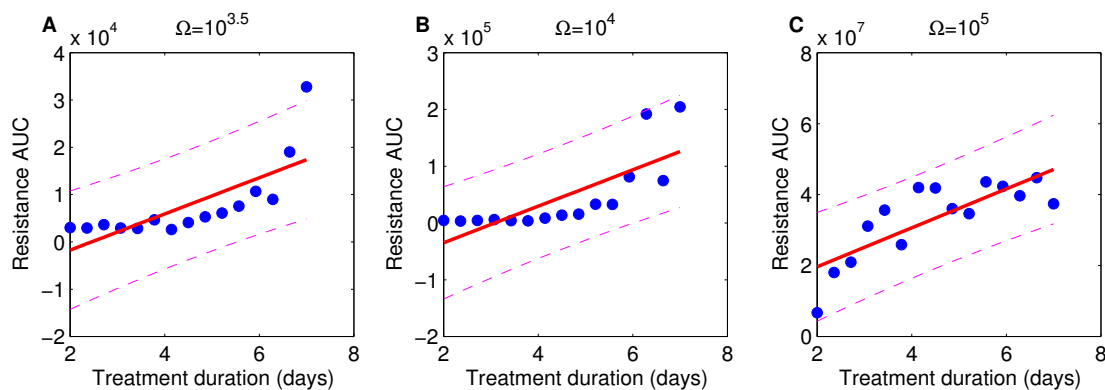 A
x 10^4
Ω=10^3.5
Resistance AUC
4
3
2
1
0
−1
−2
2 4 6 8
Treatment duration (days)
B
x 10^5
Ω=10^4
Resistance AUC
3
2
1
0
−1
−2
2 4 6 8
Treatment duration (days)
C
x 10^7
Ω=10^5
Resistance AUC
8
6
4
2
0
2 4 6 8
Treatment duration (days)